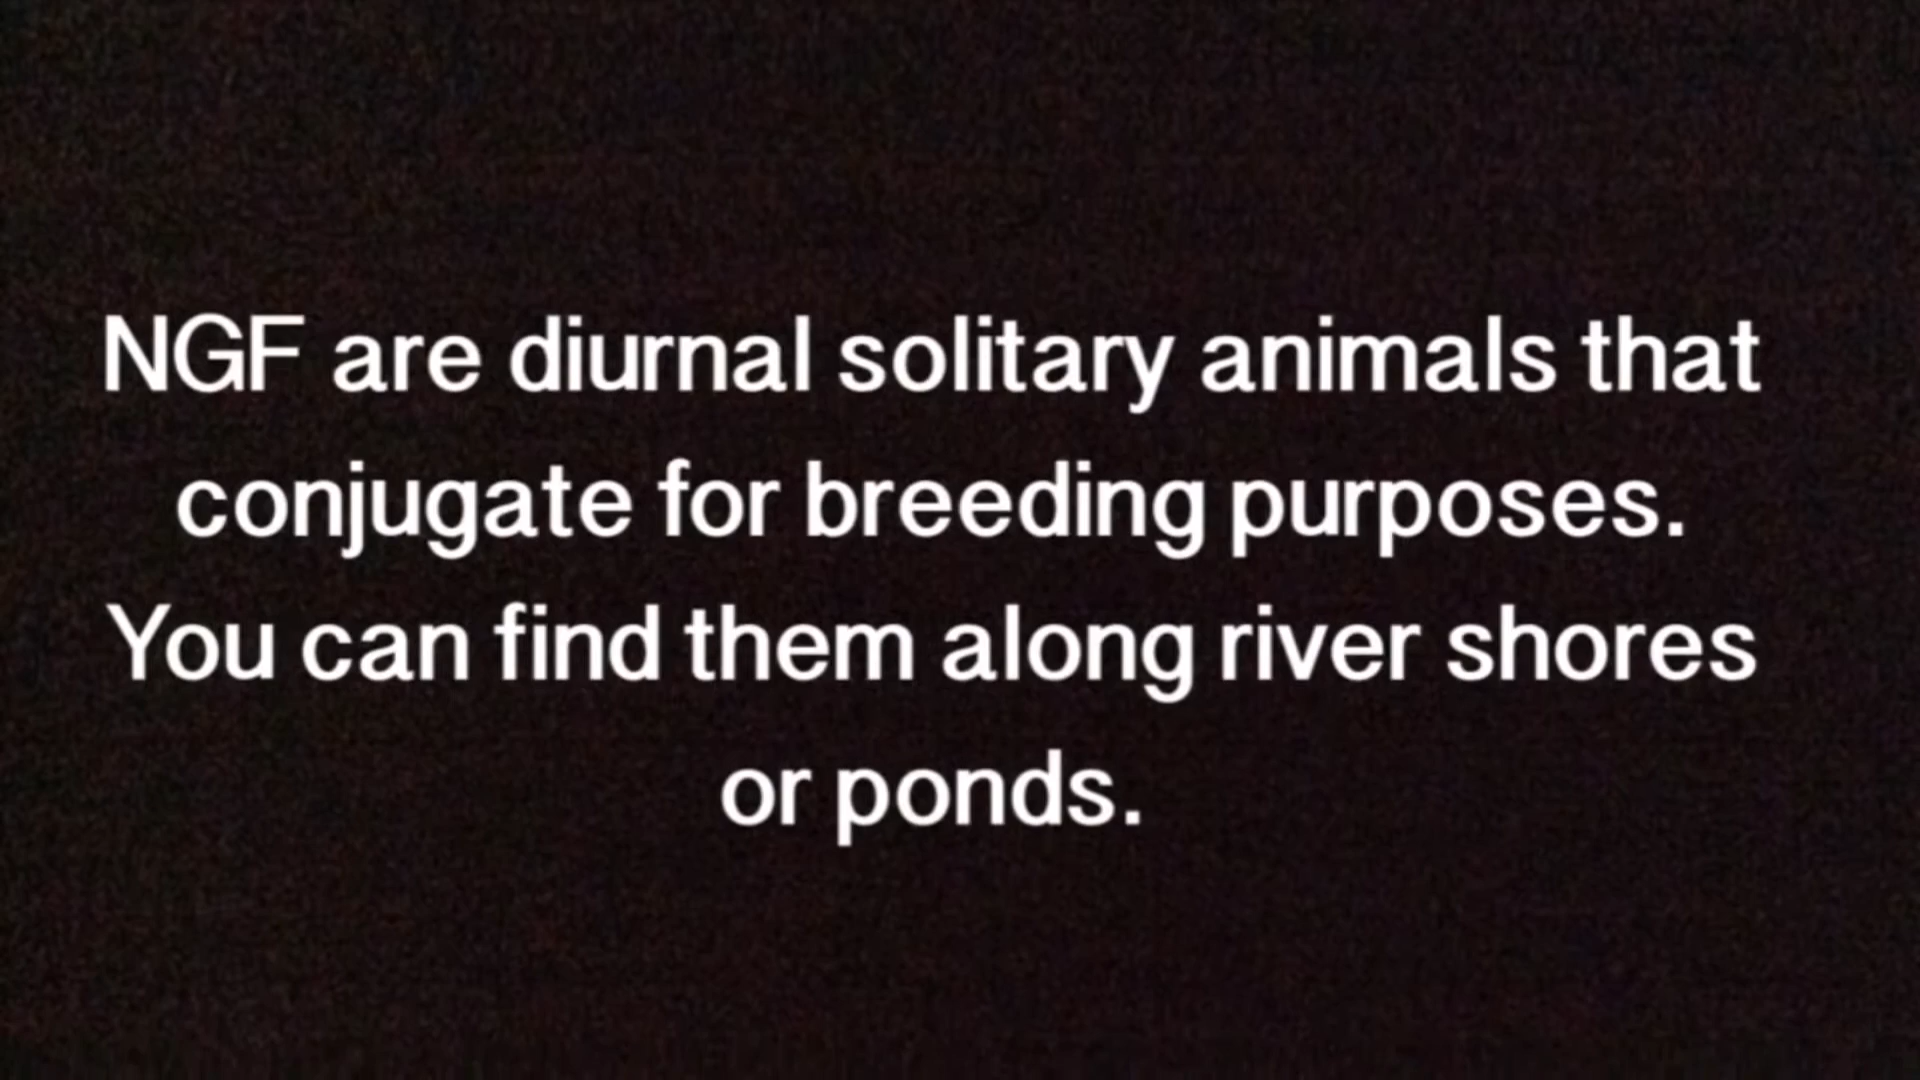 NGF are diurnal solitary animals that
conjugate for breeding purposes.
You can find them along river shores
or ponds.